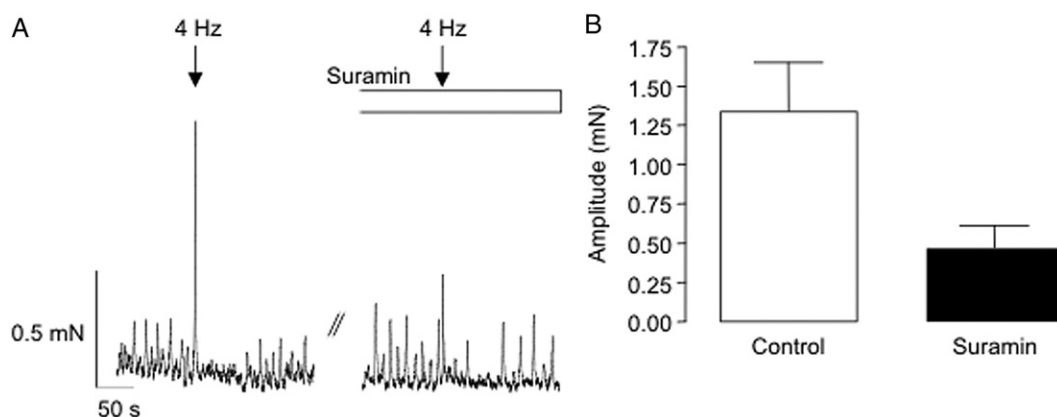 A
4 Hz
4 Hz
Suramin
0.5 mN
50 s
B
Amplitude (mN)
1.75
1.50
1.25
1.00
0.75
0.50
0.25
0.00
Control
Suramin